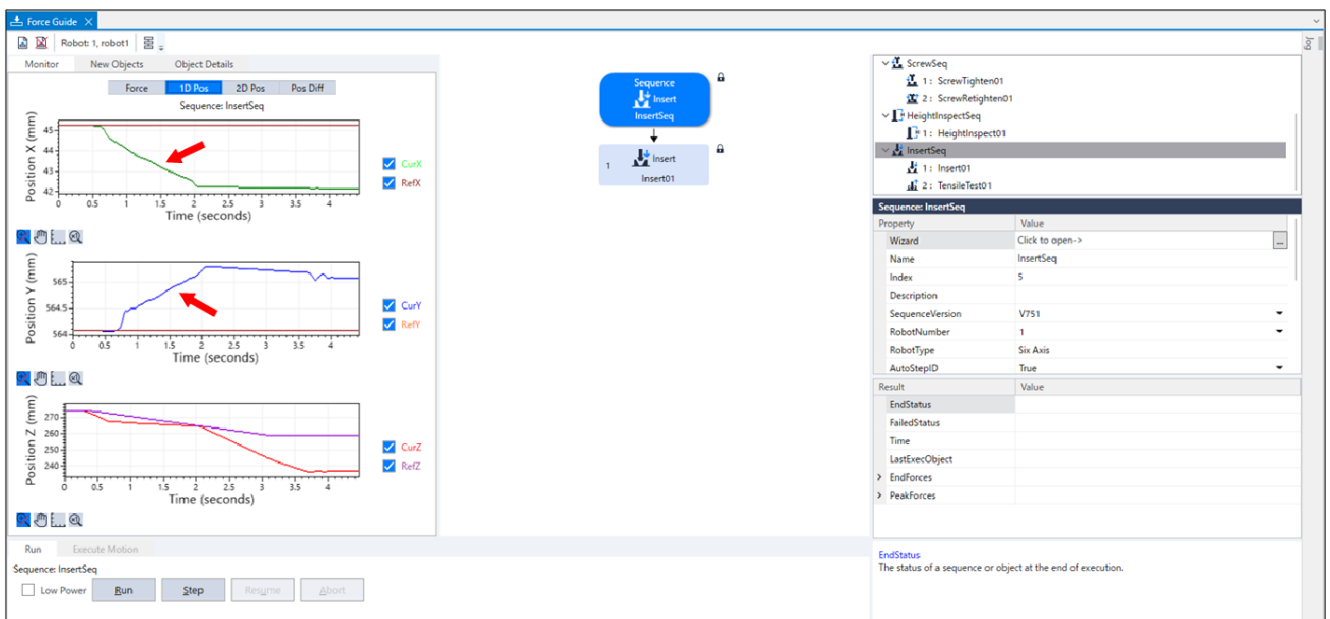 Force Guide
Robot: 1, robot1
Jog
Monitor New Objects Object Details
Force 1D Pos 2D Pos Pos Diff
Sequence: InsertSeq
Position X (mm)
45
44
43
42
0 0.5 1 1.5 2 2.5 3 3.5 4
Time (seconds)
CurX
RefX
Position Y (mm)
565
564.5
564
0 0.5 1 1.5 2 2.5 3 3.5 4
Time (seconds)
CurY
RefY
Position Z (mm)
270
260
250
240
0 0.5 1 1.5 2 2.5 3 3.5 4
Time (seconds)
CurZ
RefZ
Run Execute Motion
Sequence: InsertSeq
Low Power Run Step Resume Abort
Sequence
Insert
InsertSeq
1 Insert
Insert01
ScrewSeq
1: ScrewTighten01
2: ScrewRetighten01
HeightInspectSeq
1: HeightInspect01
InsertSeq
1: Insert01
2: TensileTest01
Sequence: InsertSeq
Property Value
Wizard Click to open-> ...
Name InsertSeq
Index 5
Description
SequenceVersion V751
RobotNumber 1
RobotType Six Axis
AutoStepID True
Result Value
EndStatus
FailedStatus
Time
LastExecObject
EndForces
PeakForces
EndStatus
The status of a sequence or object at the end of execution.